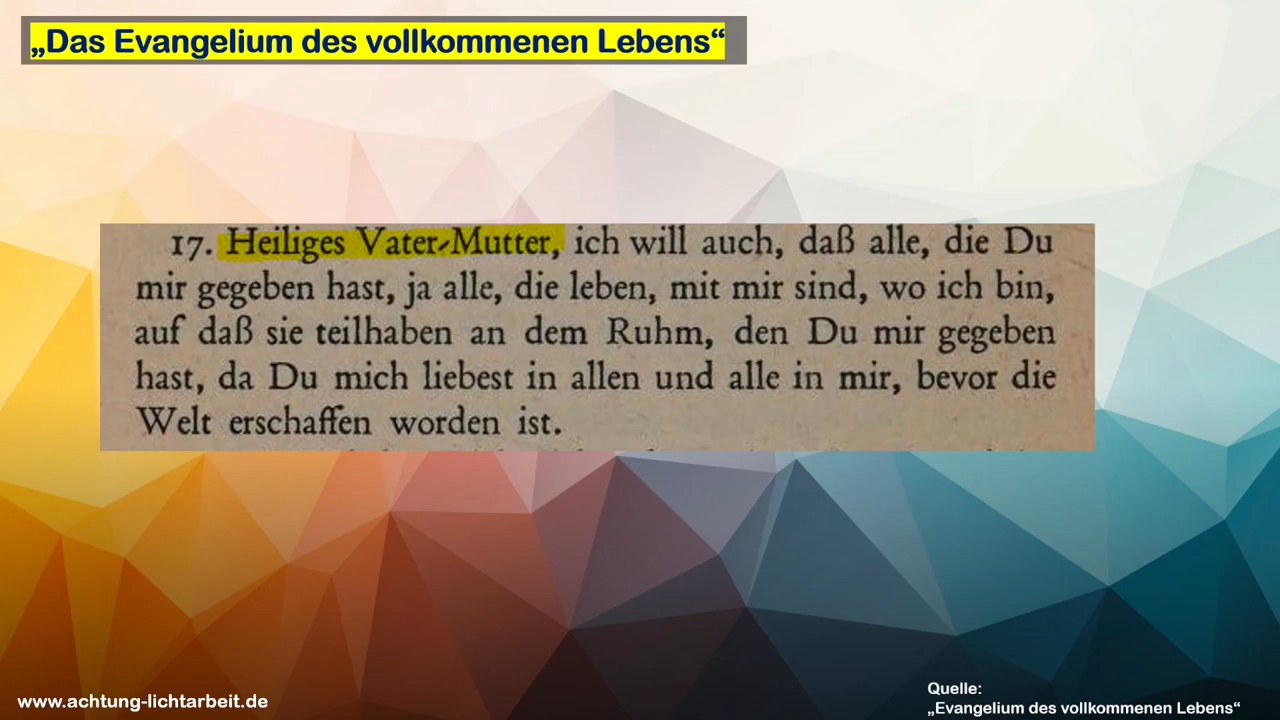 „Das Evangelium des vollkommenen Lebens“
17. Heiliges Vater-Mutter, ich will auch, daß alle, die Du
mir gegeben hast, ja alle, die leben, mit mir sind, wo ich bin,
auf daß sie teilhaben an dem Ruhm, den Du mir gegeben
hast, da Du mich liebest in allen und alle in mir, bevor die
Welt erschaffen worden ist.
www.achtung-lichtarbeit.de
Quelle:
„Evangelium des vollkommenen Lebens“